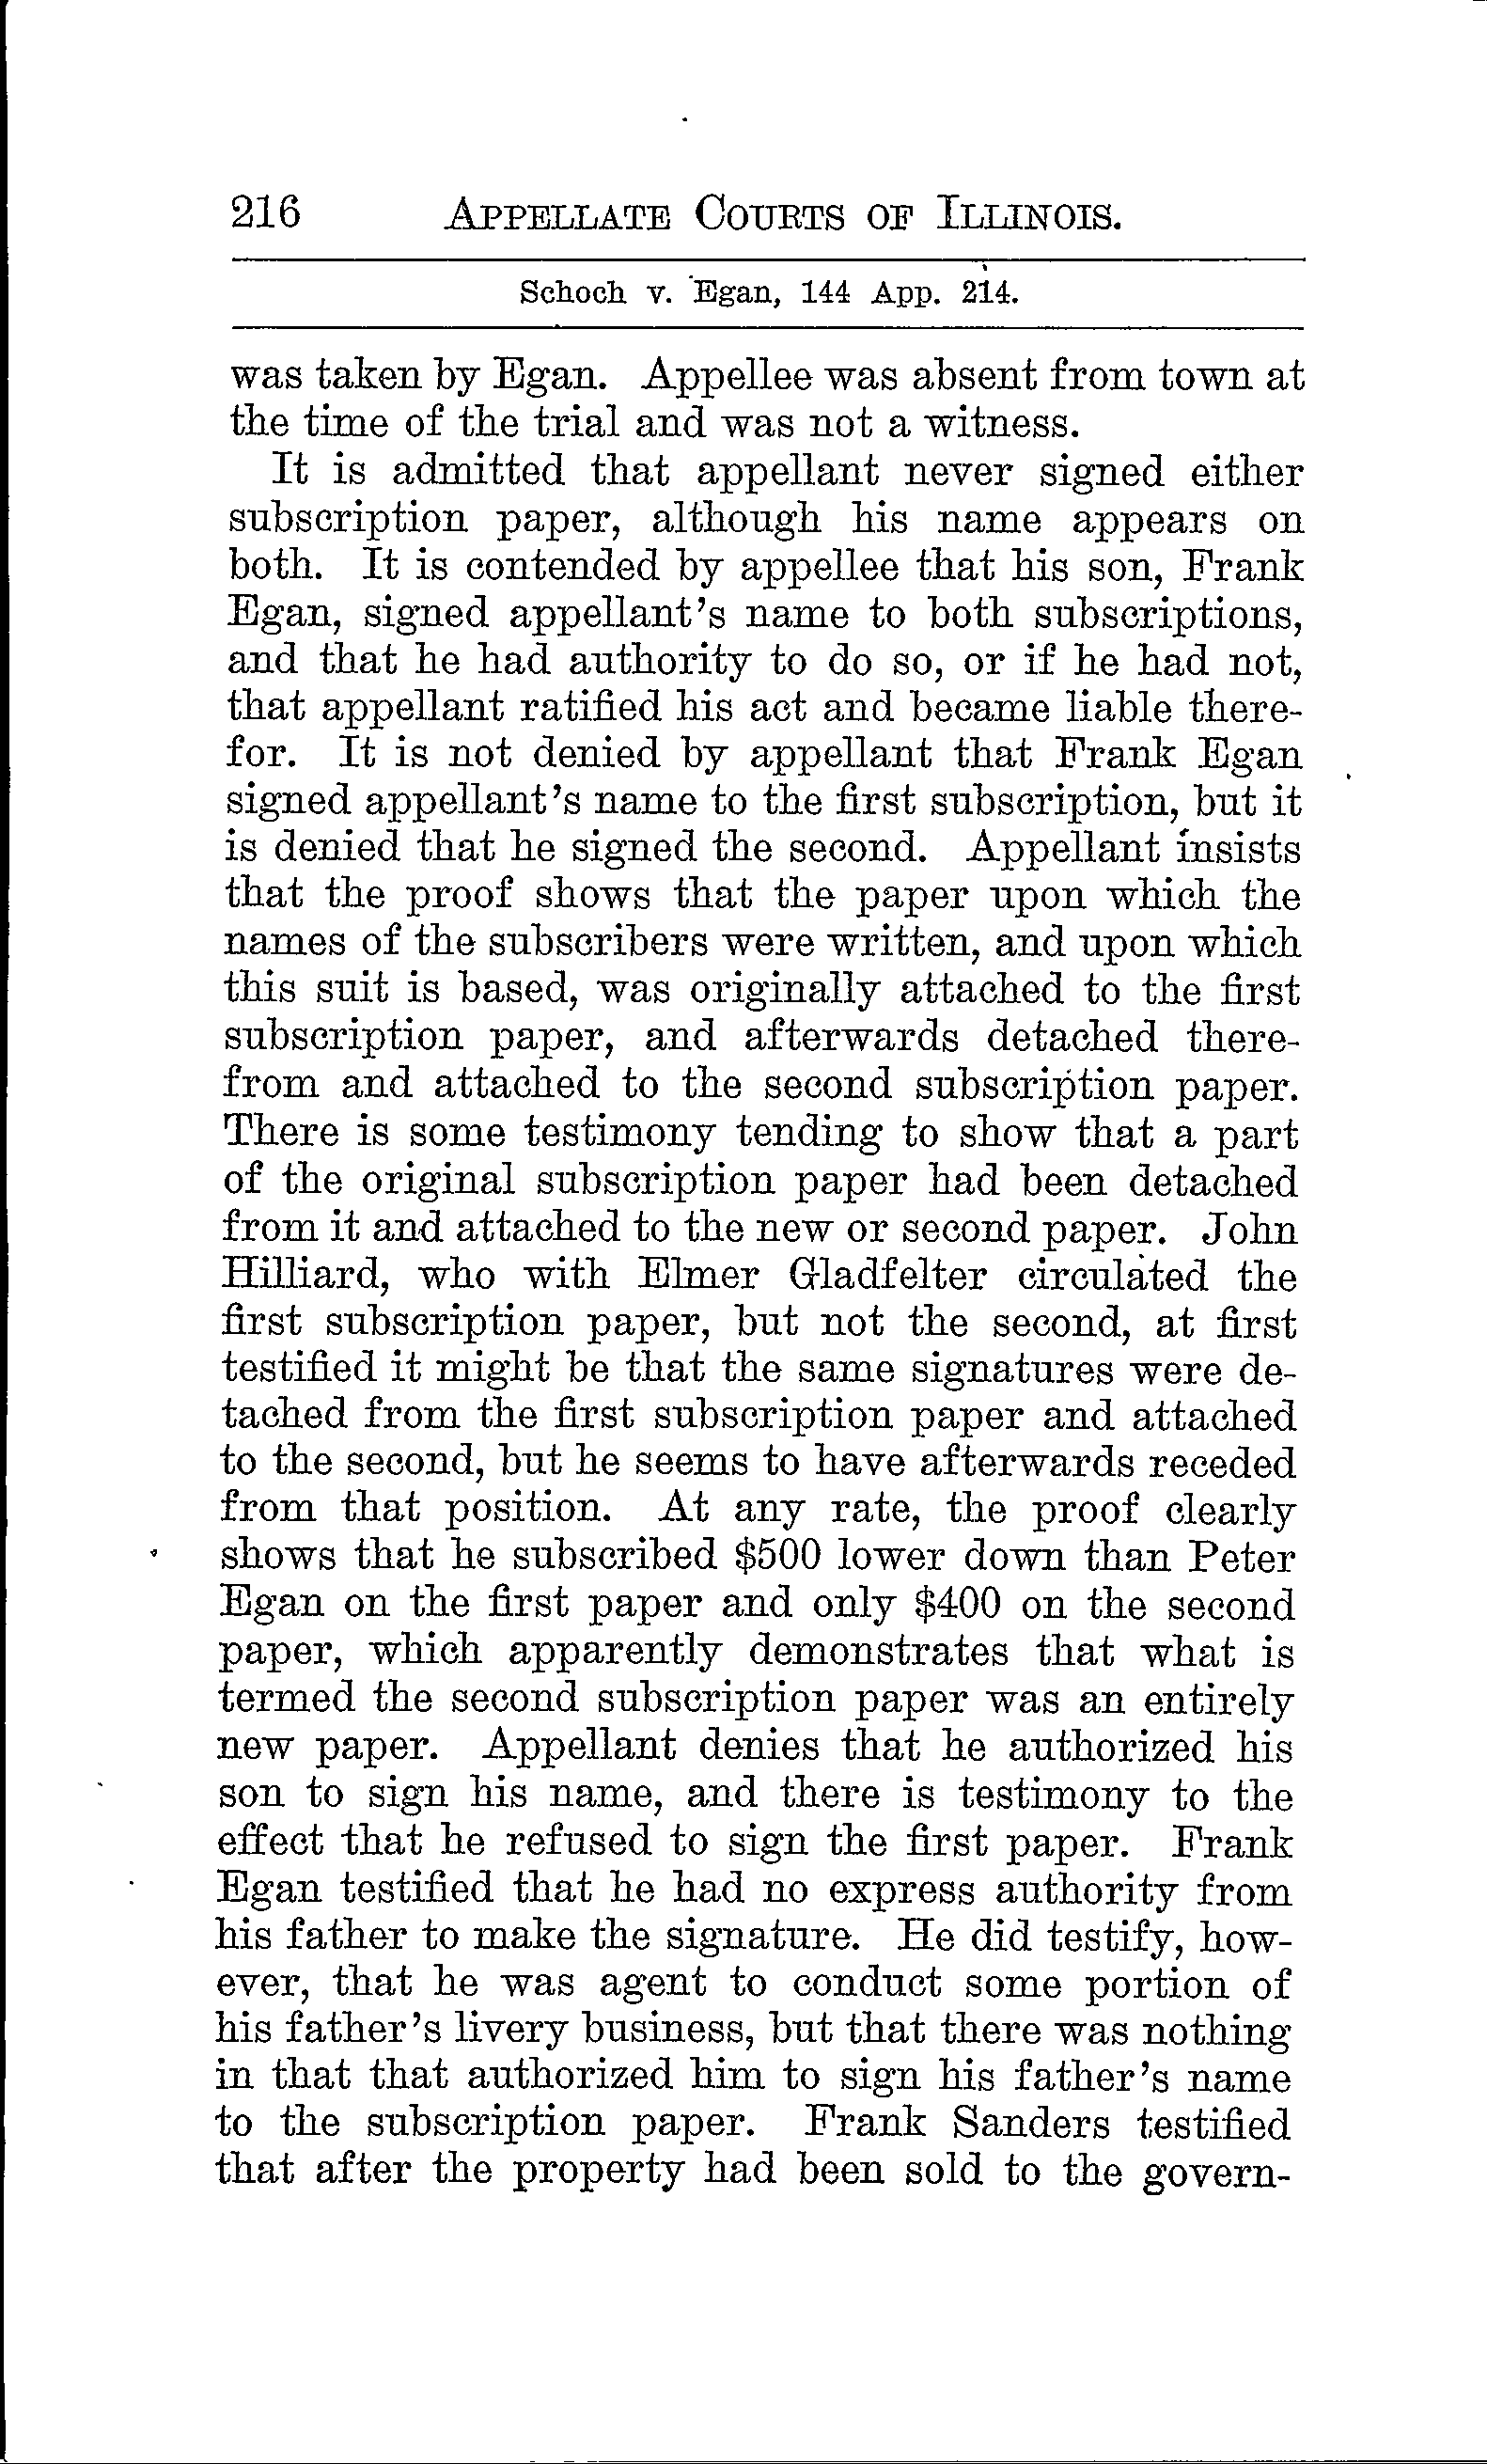 216 APPELLATE COURTS OF ILLINOIS.
Schoch v. Egan, 144 App. 214.
was taken by Egan. Appellee was absent from town at
the time of the trial and was not a witness.
It is admitted that appellant never signed either
subscription paper, although his name appears on
both. It is contended by appellee that his son, Frank
Egan, signed appellant's name to both subscriptions,
and that he had authority to do so, or if he had not,
that appellant ratified his act and became liable there-
for. It is not denied by appellant that Frank Egan
signed appellant's name to the first subscription, but it
is denied that he signed the second. Appellant insists
that the proof shows that the paper upon which the
names of the subscribers were written, and upon which
this suit is based, was originally attached to the first
subscription paper, and afterwards detached there-
from and attached to the second subscription paper.
There is some testimony tending to show that a part
of the original subscription paper had been detached
from it and attached to the new or second paper. John
Hilliard, who with Elmer Gladfelter circulated the
first subscription paper, but not the second, at first
testified it might be that the same signatures were de-
tached from the first subscription paper and attached
to the second, but he seems to have afterwards receded
from that position. At any rate, the proof clearly
shows that he subscribed $500 lower down than Peter
Egan on the first paper and only $400 on the second
paper, which apparently demonstrates that what is
termed the second subscription paper was an entirely
new paper. Appellant denies that he authorized his
son to sign his name, and there is testimony to the
effect that he refused to sign the first paper. Frank
Egan testified that he had no express authority from
his father to make the signature. He did testify, how-
ever, that he was agent to conduct some portion of
his father's livery business, but that there was nothing
in that that authorized him to sign his father's name
to the subscription paper. Frank Sanders testified
that after the property had been sold to the govern-